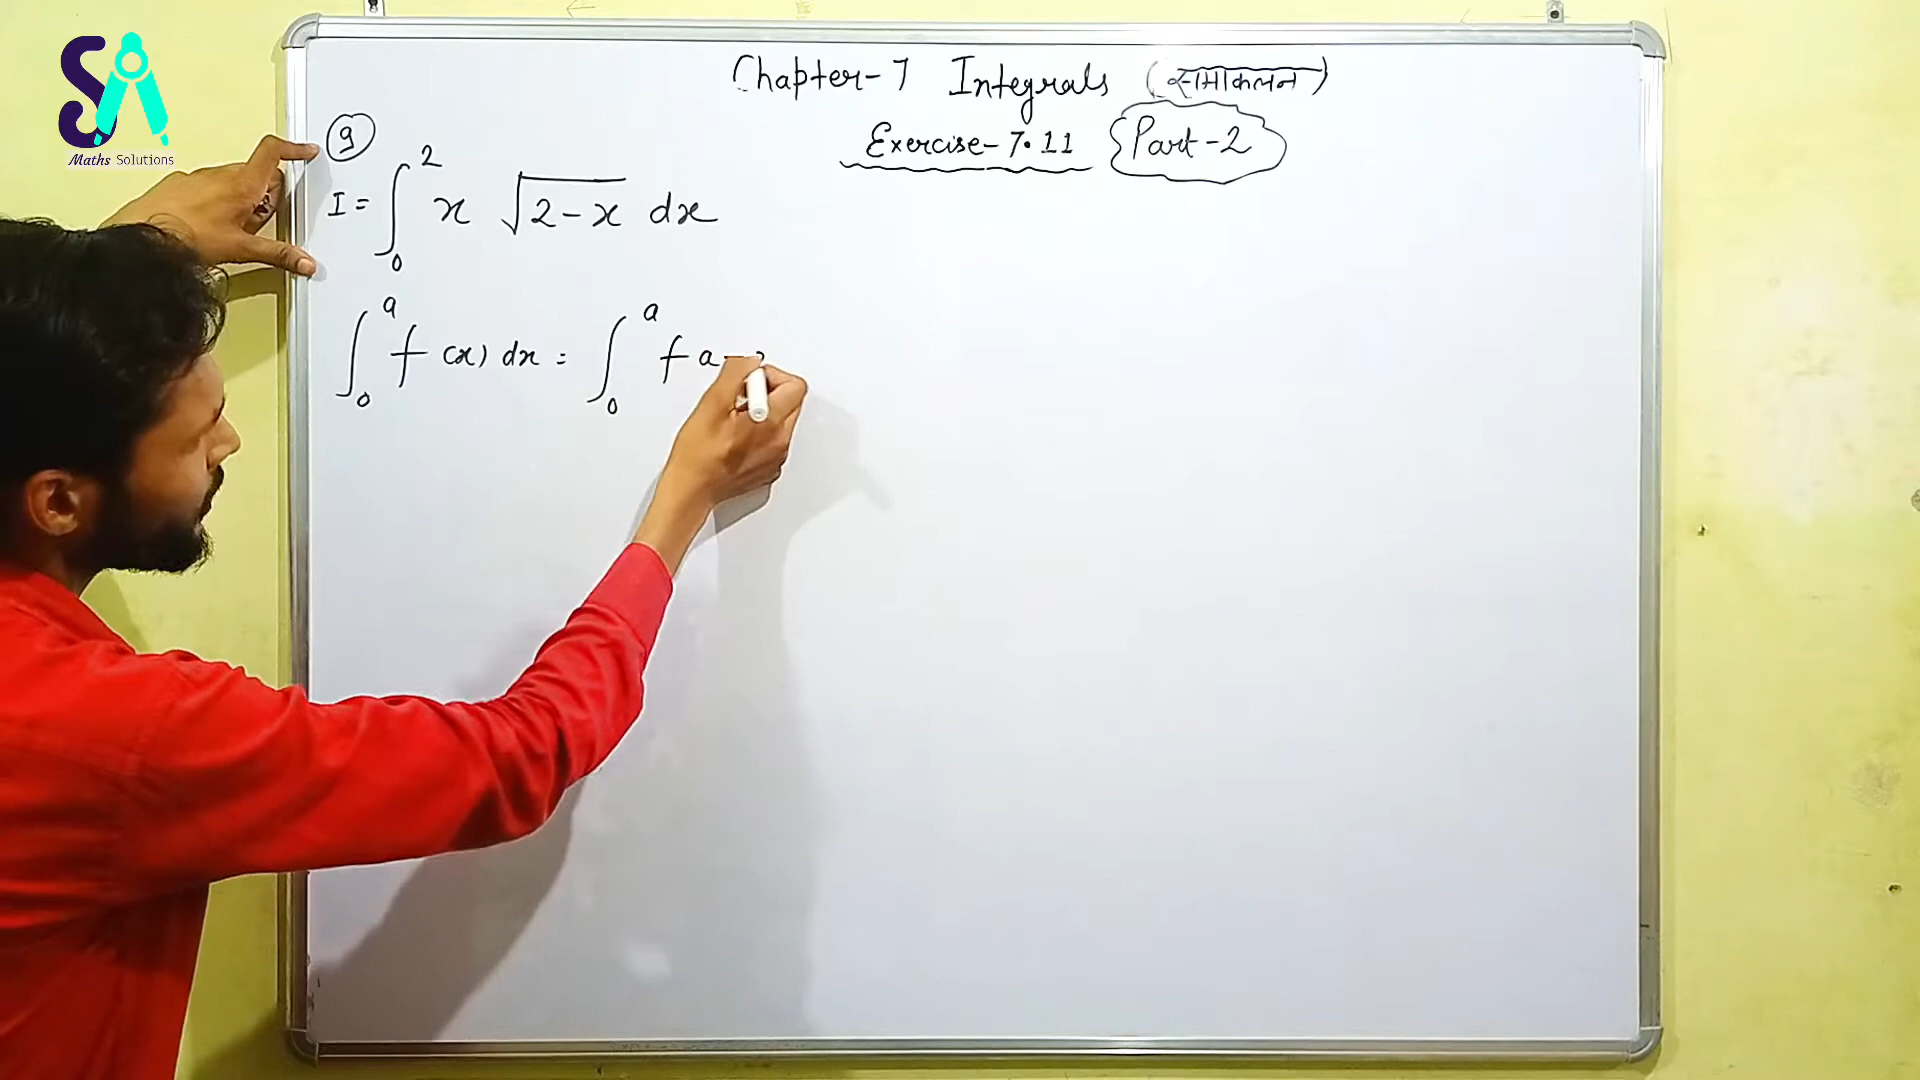 SA
Maths Solutions
Chapter-7 Integrals (समाकलन)
Exercise-7.11 {Part-2}
9
I = ∫₀² x √(2-x) dx
∫₀ᵃ f(x) dx = ∫₀ᵃ f a-